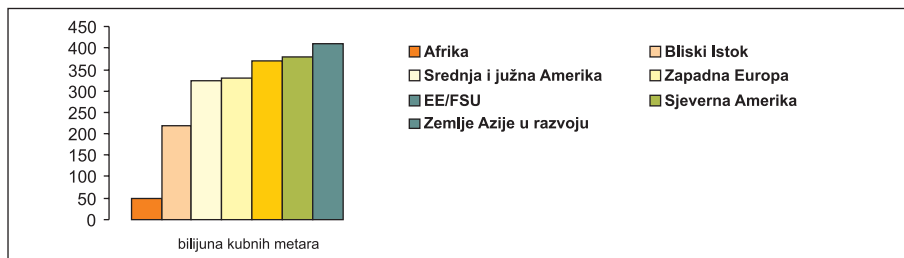 450
400
350
300
250
200
150
100
50
0
bilijuna kubnih metara
Afrika
Bliski Istok
Srednja i južna Amerika
Zapadna Europa
EE/FSU
Sjeverna Amerika
Zemlje Azije u razvoju